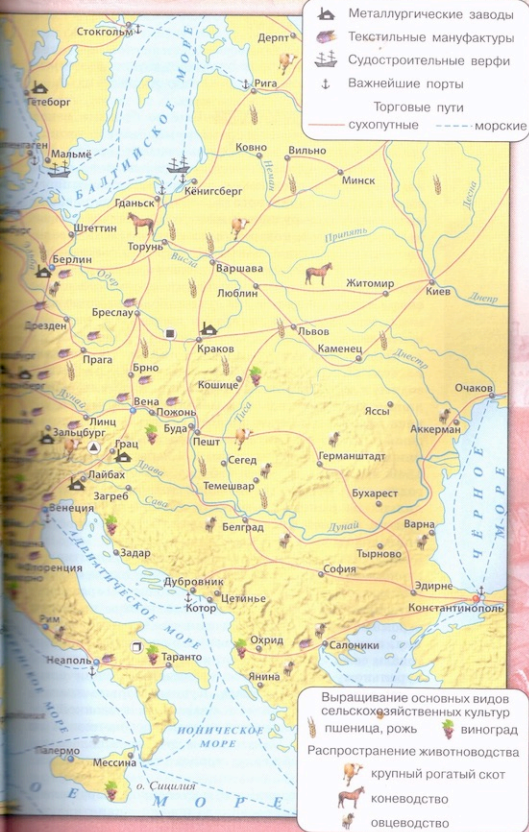 Металлургические заводы
Текстильные мануфактуры
Судостроительные верфи
Важнейшие порты
Торговые пути
сухопутные
морские
Стокгольм
Дерпт
Гётеборг
Рига
Мальмё
БАЛТИЙСКОЕ МОРЕ
Ковно
Вильно
Неман
Минск
Десна
Кёнигсберг
Гданьск
Штеттин
Торунь
Висла
Припять
Берлин
Одер
Варшава
Люблин
Житомир
Киев
Днепр
Дрезден
Бреслау
Львов
Краков
Каменец
Днестр
Прага
Брно
Кошице
Очаков
Дунай
Вена
Пожонь
Тиса
Яссы
Аккерман
Линц
Зальцбург
Буда
Пешт
Грац
Сегед
Германштадт
Лайбах
Драва
Темешвар
Загреб
Сава
Бухарест
Венеция
Белград
Дунай
Варна
ЧЁРНОЕ МОРЕ
Тырново
Задар
София
АДРИАТИЧЕСКОЕ МОРЕ
Дубровник
Эдирне
Цетинье
Котор
Константинополь
Рим
Охрид
Салоники
Неаполь
Таранто
Янина
ИОНИЧЕСКОЕ
МОРЕ
Палермо
Мессина
о. Сицилия
О Е М О Р Е
Выращивание основных видов
сельскохозяйственных культур
пшеница, рожь
виноград
Распространение животноводства
крупный рогатый скот
коневодство
овцеводство